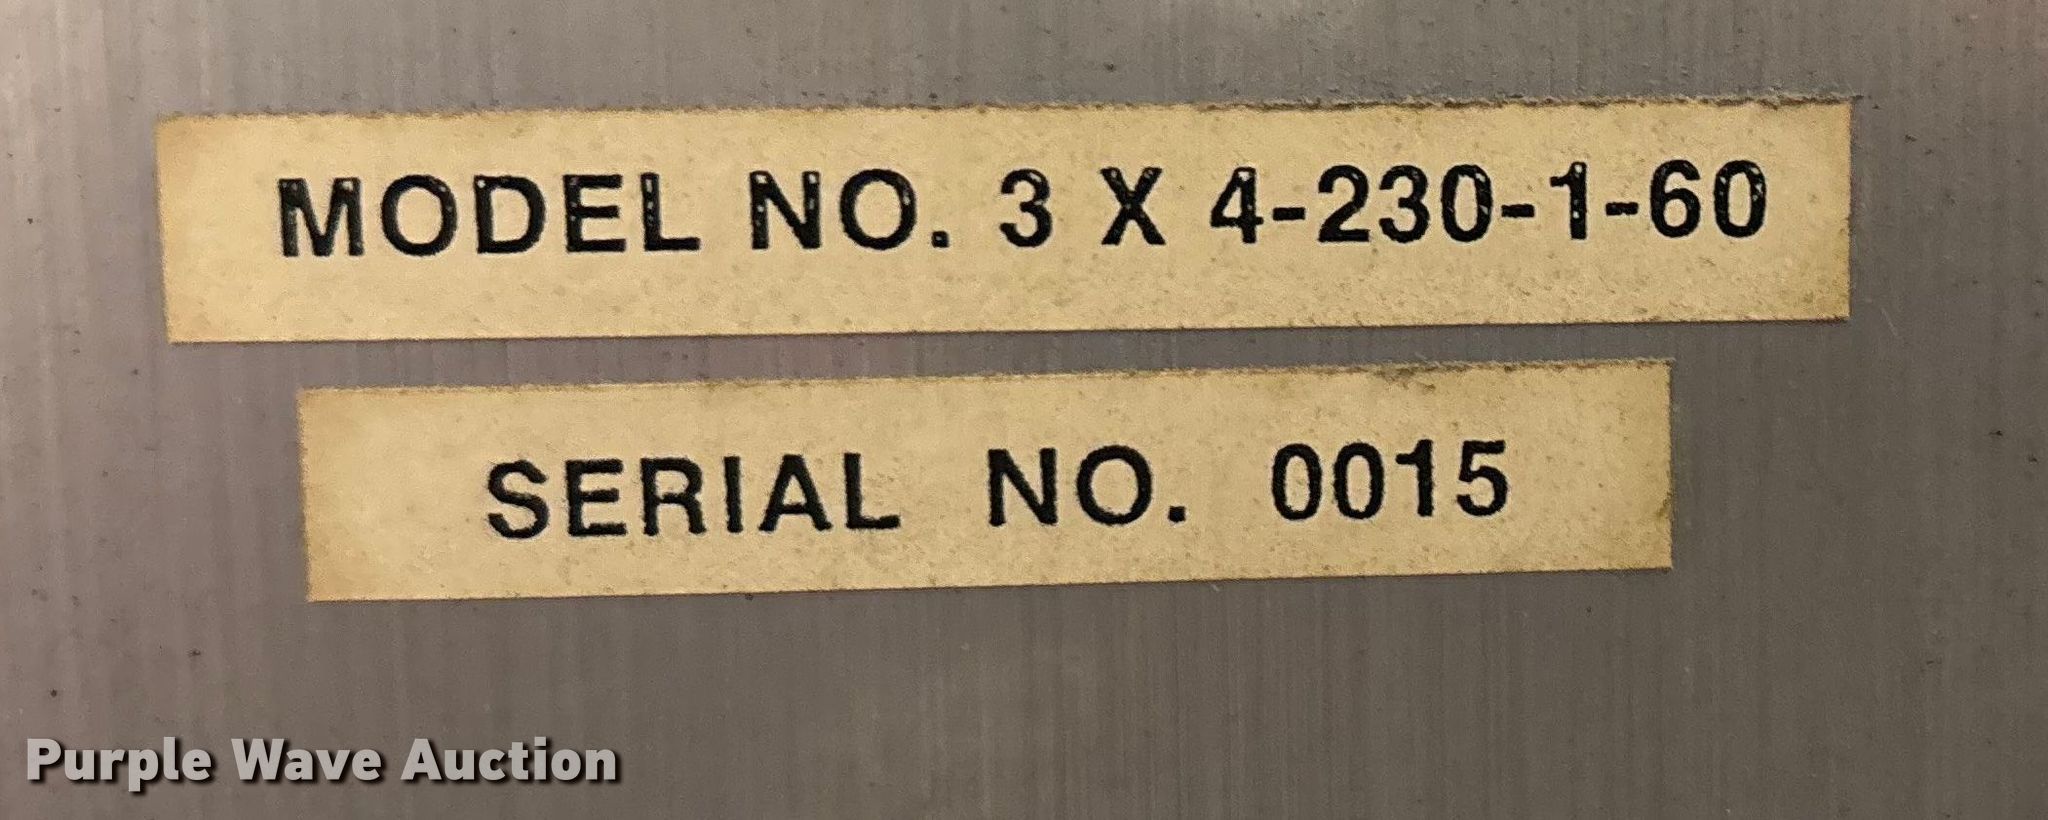 MODEL NO. 3 X 4-230-1-60
SERIAL NO. 0015
Purple Wave Auction